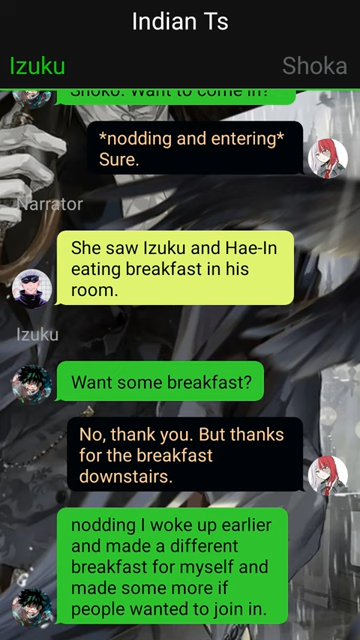 Indian Ts
Izuku
Shoka
Shoko. Want to come in?
*nodding and entering*
Sure.
Narrator
She saw Izuku and Hae-In
eating breakfast in his
room.
Izuku
Want some breakfast?
No, thank you. But thanks
for the breakfast
downstairs.
nodding I woke up earlier
and made a different
breakfast for myself and
made some more if
people wanted to join in.